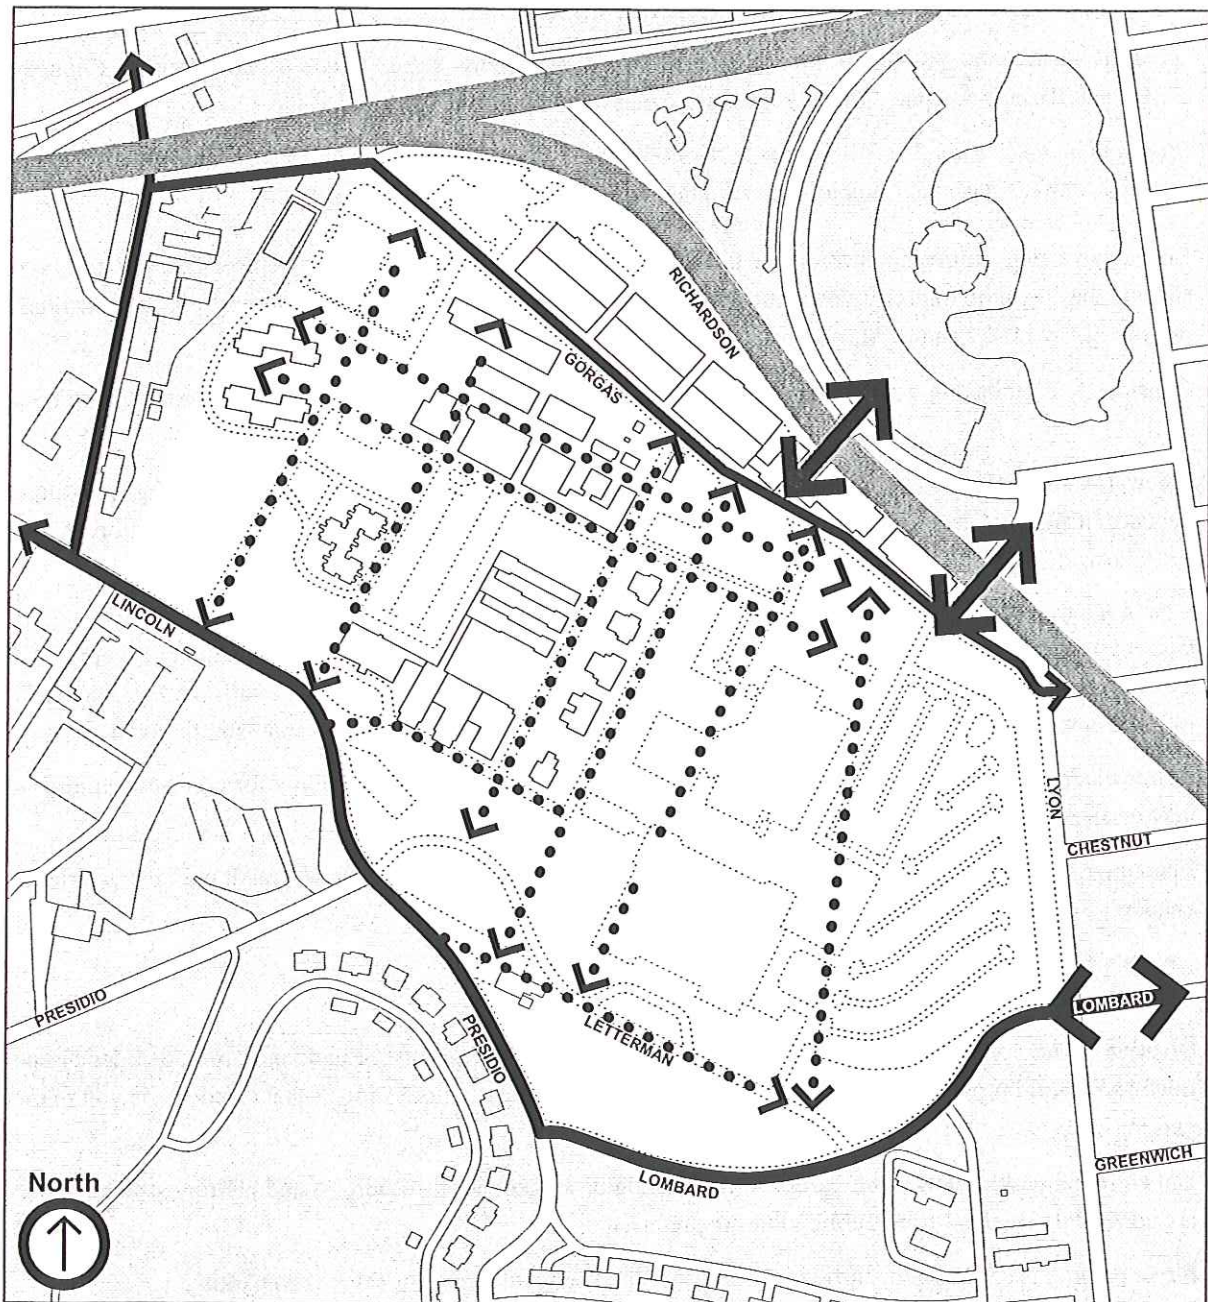 RICHARDSON
GORGAS
LINCOLN
LYON
CHESTNUT
PRESIDIO
PRESIDIO
LOMBARD
LETTERMAN
GREENWICH
LOMBARD
North